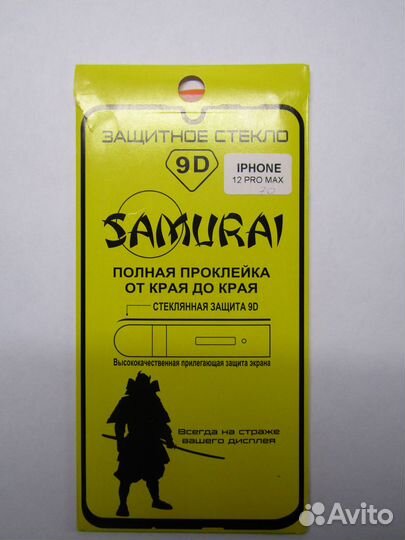 ЗАЩИТНОЕ СТЕКЛО
9D
IPHONE
12 PRO MAX
70
SAMURAI
ПОЛНАЯ ПРОКЛЕЙКА
ОТ КРАЯ ДО КРАЯ
СТЕКЛЯННАЯ ЗАЩИТА 9D
Высококачественная прилегающая защита экрана
Всегда на страже
вашего дисплея
Avito